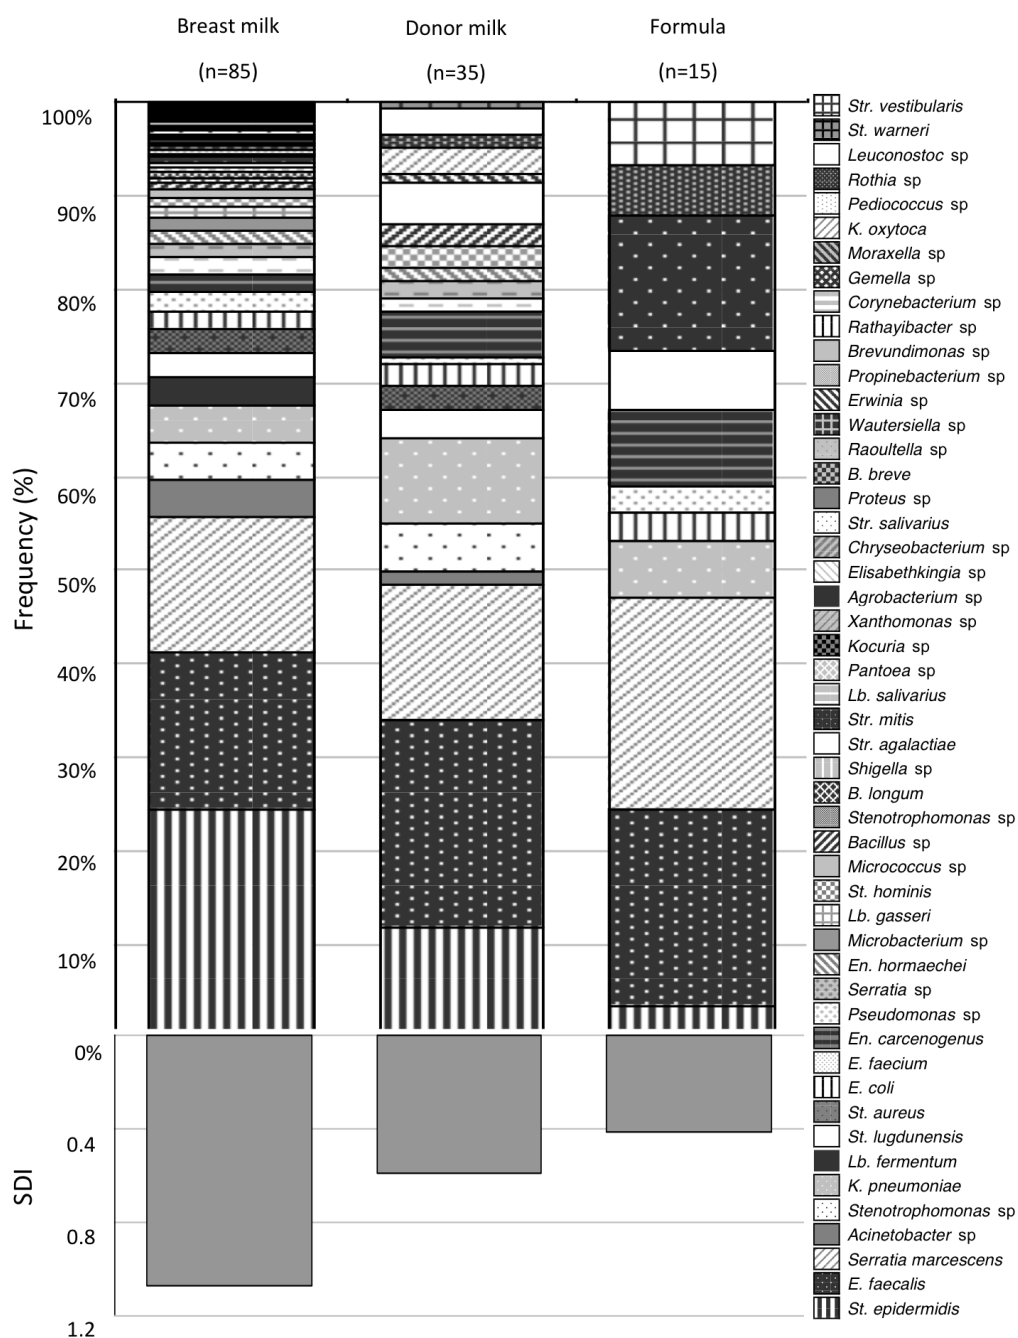 Breast milk
Donor milk
Formula
(n=85)
(n=35)
(n=15)
100%
90%
80%
70%
60%
50%
40%
30%
20%
10%
0%
0.4
0.8
1.2
Frequency (%)
SDI
Str. vestibularis
St. warneri
Leuconostoc sp
Rothia sp
Pediococcus sp
K. oxytoca
Moraxella sp
Gemella sp
Corynebacterium sp
Rathayibacter sp
Brevundimonas sp
Propinebacterium sp
Erwinia sp
Wautersiella sp
Raoultella sp
B. breve
Proteus sp
Str. salivarius
Chryseobacterium sp
Elisabethkingia sp
Agrobacterium sp
Xanthomonas sp
Kocuria sp
Pantoea sp
Lb. salivarius
Str. mitis
Str. agalactiae
Shigella sp
B. longum
Stenotrophomonas sp
Bacillus sp
Micrococcus sp
St. hominis
Lb. gasseri
Microbacterium sp
En. hormaechei
Serratia sp
Pseudomonas sp
En. carcenogenus
E. faecium
E. coli
St. aureus
St. lugdunensis
Lb. fermentum
K. pneumoniae
Stenotrophomonas sp
Acinetobacter sp
Serratia marcescens
E. faecalis
St. epidermidis